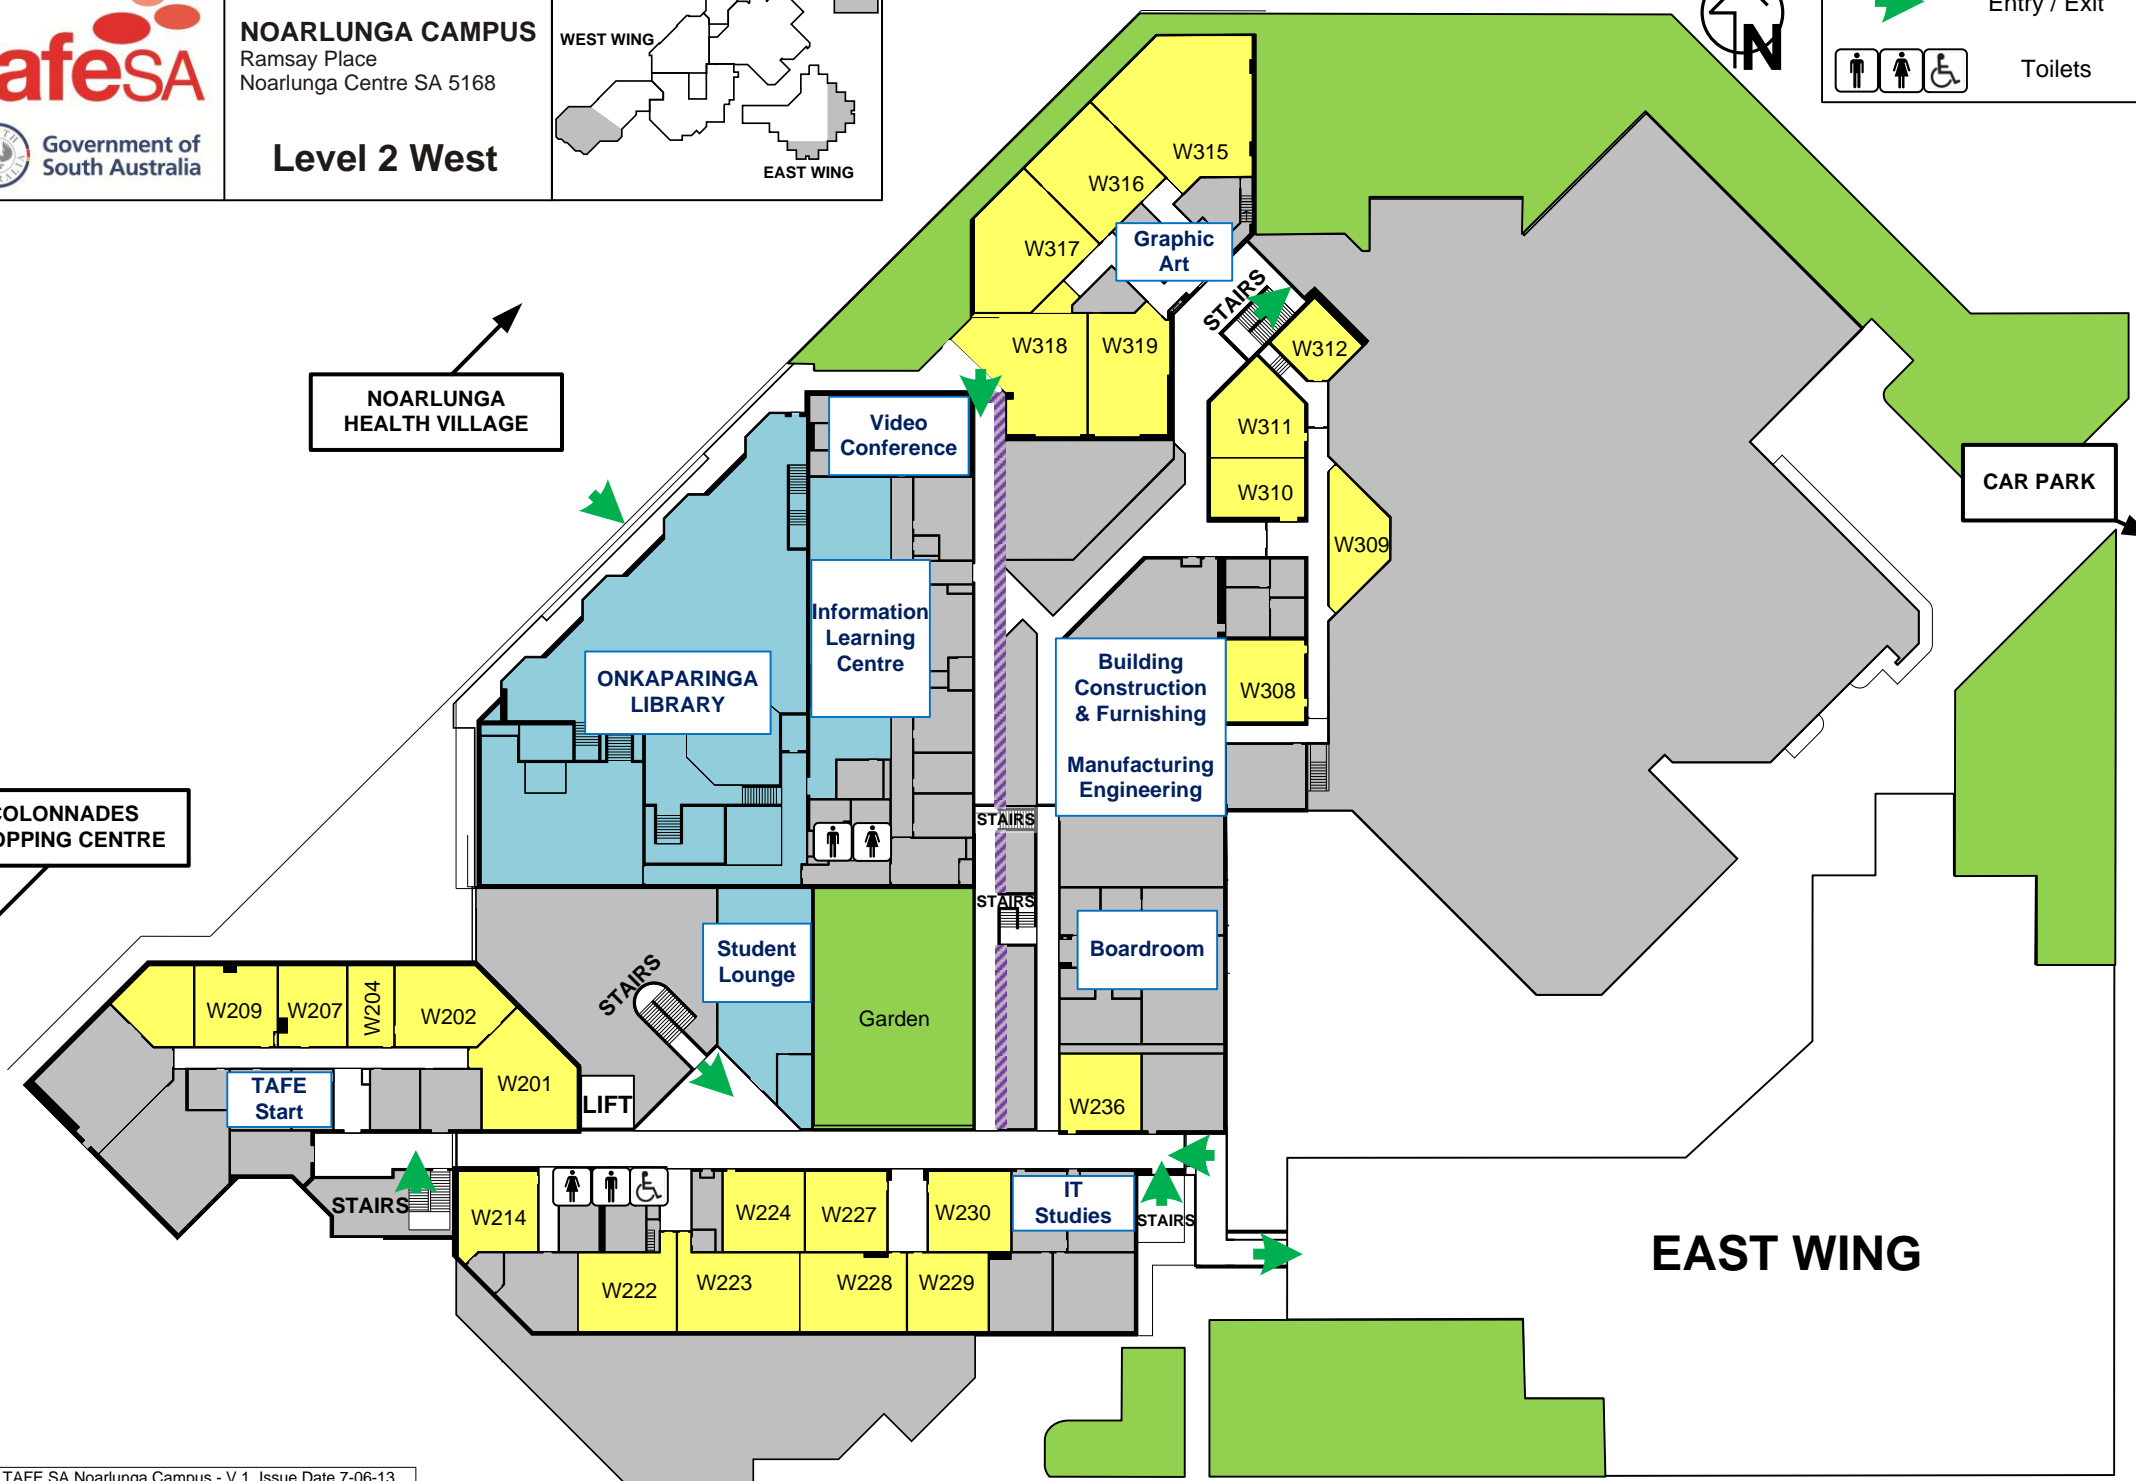 afeSA
Government of
South Australia
NOARLUNGA CAMPUS
Ramsay Place
Noarlunga Centre SA 5168
Level 2 West
WEST WING
EAST WING
N
Entry / Exit
Toilets
NOARLUNGA
HEALTH VILLAGE
CAR PARK
OLONNADES
OPPING CENTRE
W315
W316
W317
Graphic
Art
STAIRS
W318
W319
W312
W311
W310
W309
Video
Conference
Information
Learning
Centre
ONKAPARINGA
LIBRARY
Building
Construction
& Furnishing
Manufacturing
Engineering
W308
STAIRS
STAIRS
Student
Lounge
STAIRS
Garden
Boardroom
W209
W207
W204
W202
W201
TAFE
Start
LIFT
W236
STAIRS
W214
W224
W227
W230
IT
Studies
STAIRS
W222
W223
W228
W229
EAST WING
TAFE SA Noarlunga Campus - V 1 Issue Date 7-06-13